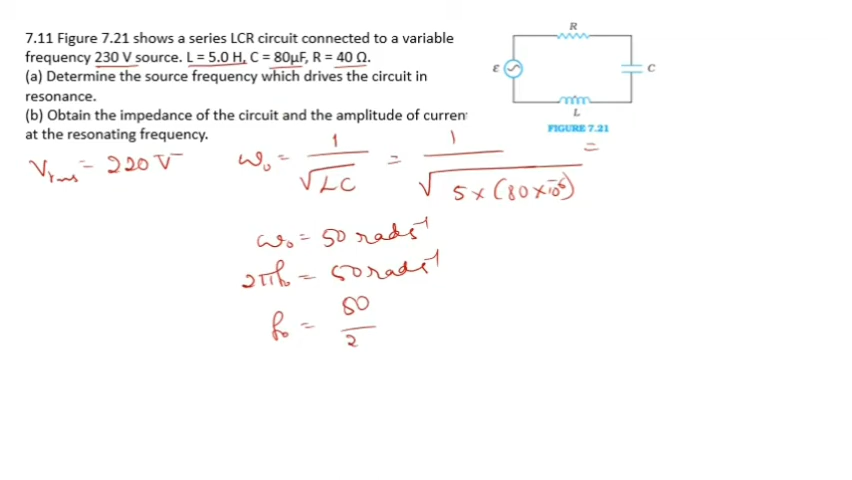 7.11 Figure 7.21 shows a series LCR circuit connected to a variable
frequency 230 V source. L = 5.0 H, C = 80μF, R = 40 Ω.
(a) Determine the source frequency which drives the circuit in
resonance.
(b) Obtain the impedance of the circuit and the amplitude of curren
at the resonating frequency.
R
ε
C
L
FIGURE 7.21
Vrms = 220 V
ω₀ = 1/√LC = 1/√5 × (80 × 10⁻⁶) =
ω₀ = 50 rad s⁻¹
2πf₀ = 50 rad s⁻¹
f₀ = 50/2